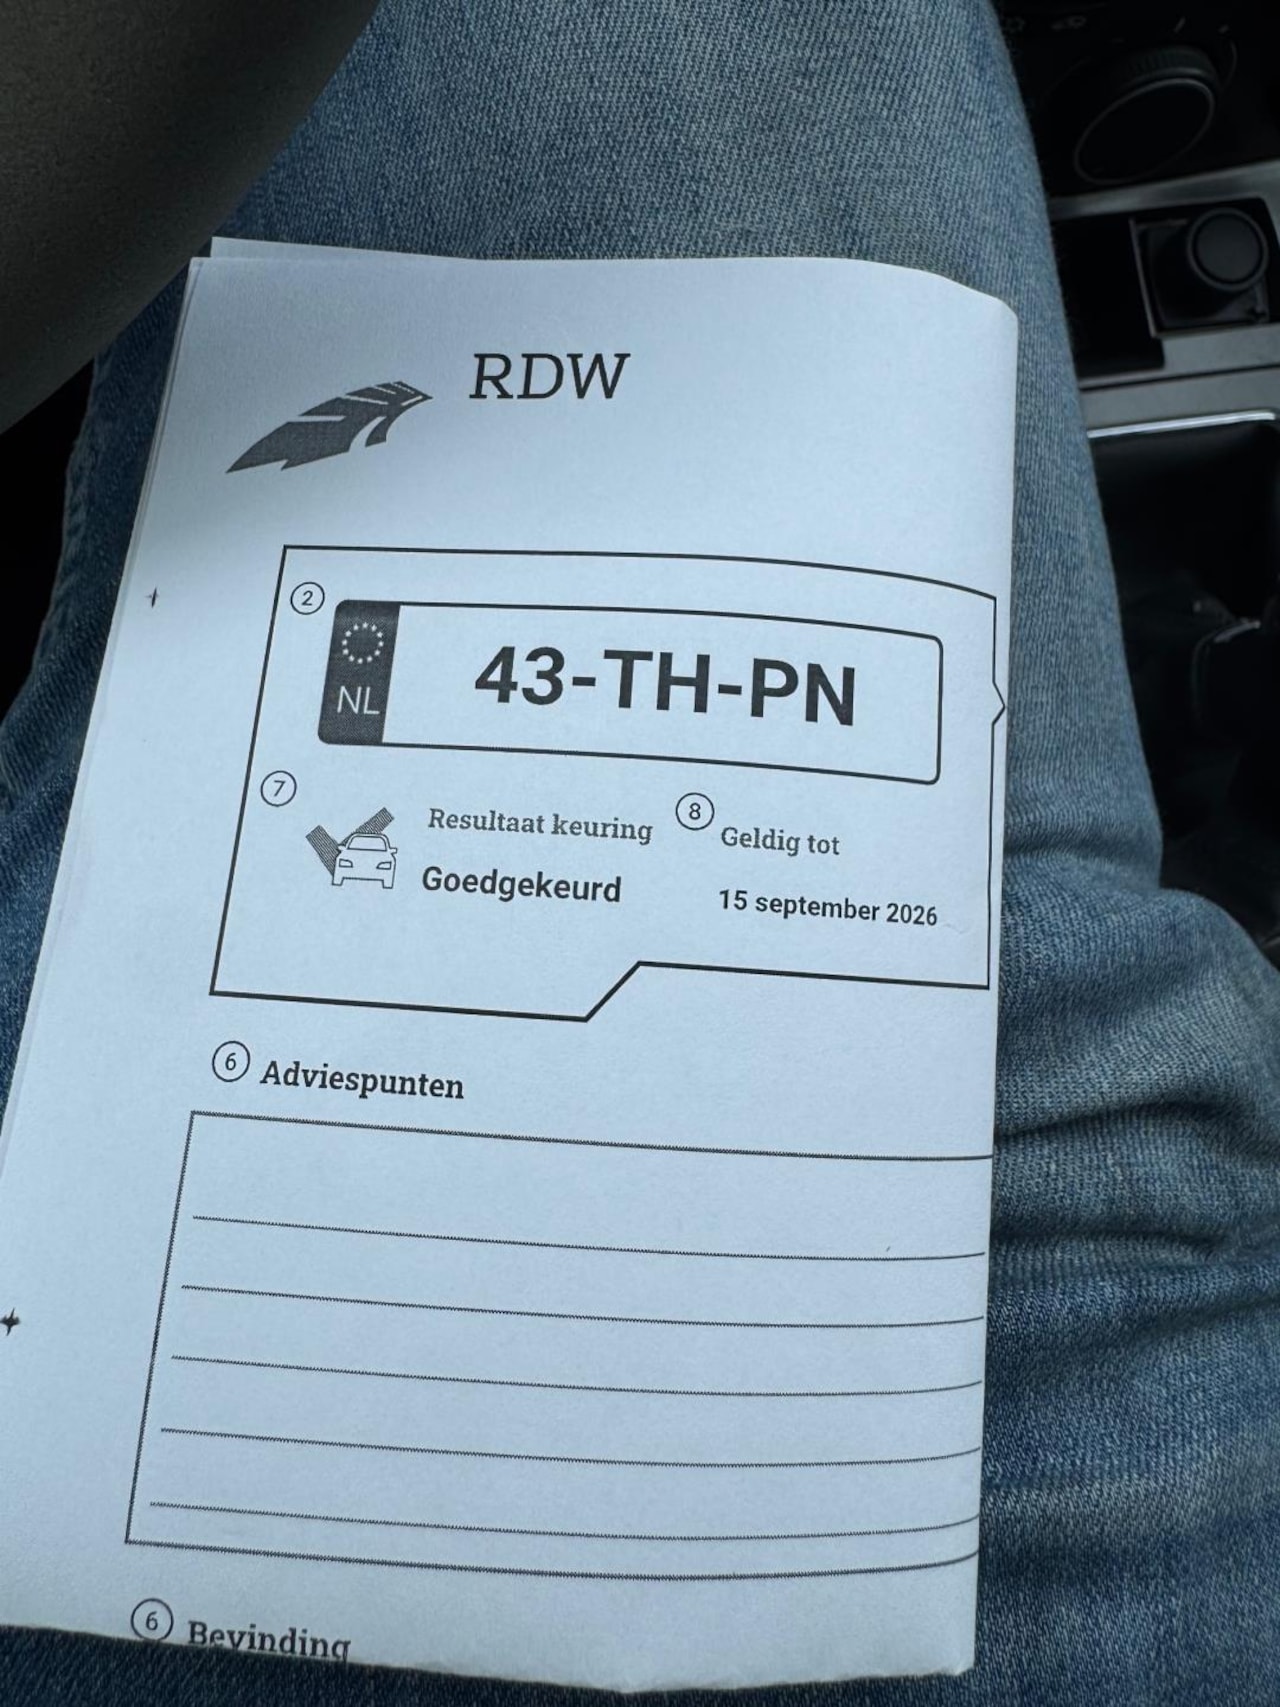 RDW
2
NL
43-TH-PN
7
Resultaat keuring
8
Geldig tot
Goedgekeurd
15 september 2026
6 Adviespunten
6 Bevinding